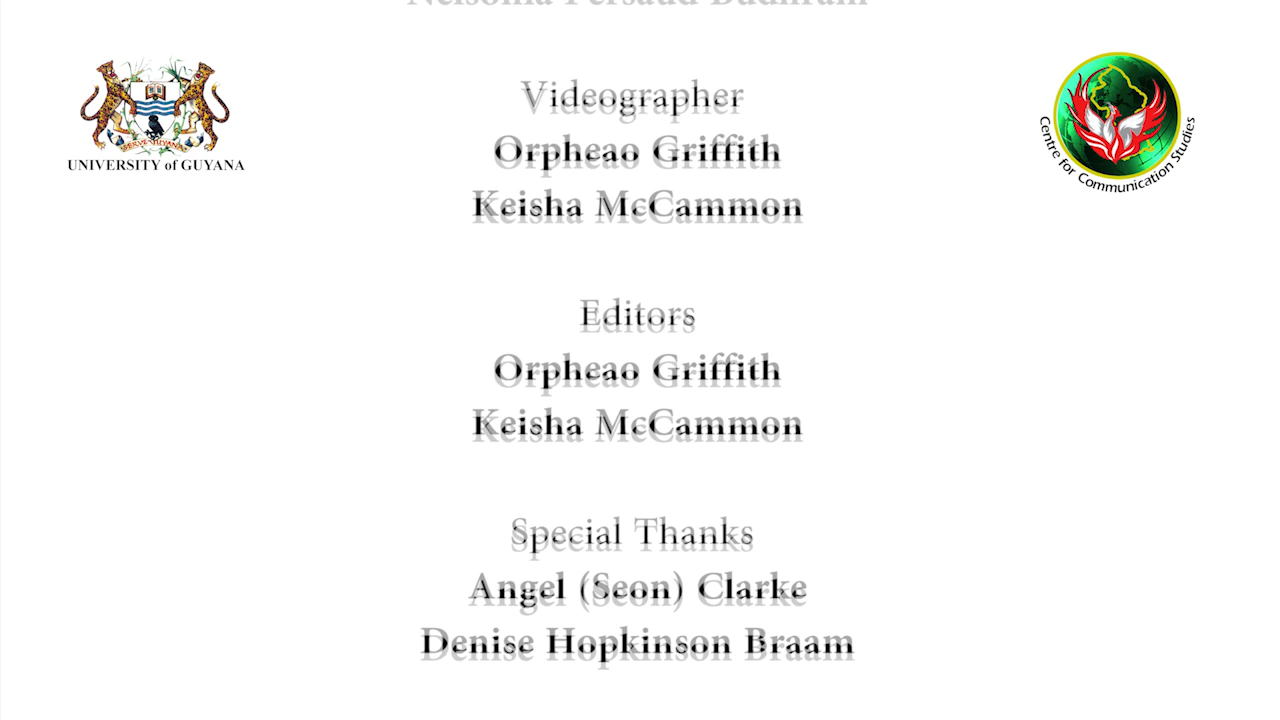 Videographer
Orpheao Griffith
Keisha McCammon
UNIVERSITY of GUYANA
Centre for Communication Studies
Editors
Orpheao Griffith
Keisha McCammon
Special Thanks
Angel (Seon) Clarke
Denise Hopkinson Braam